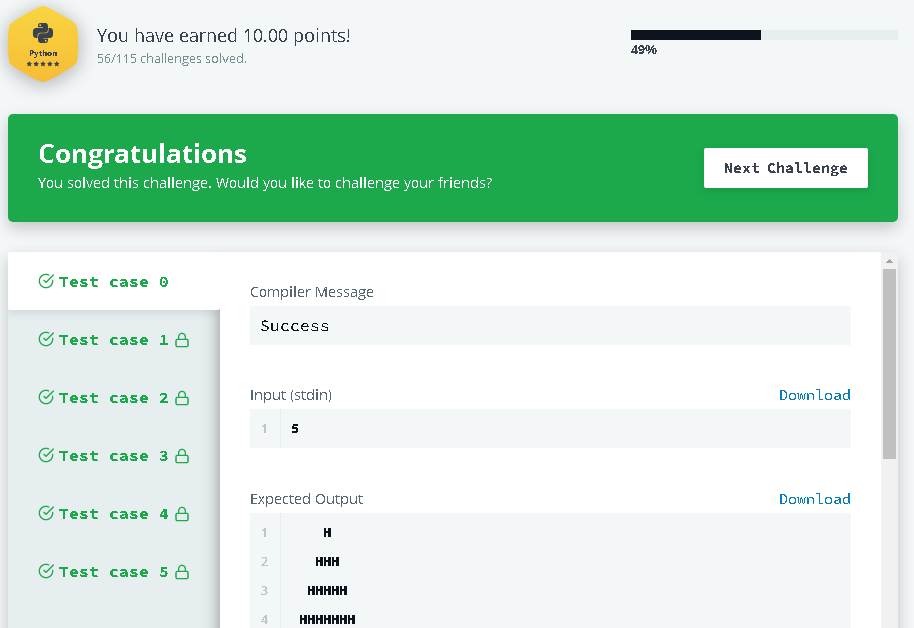 You have earned 10.00 points!
56/115 challenges solved.
Python
49%
Congratulations
You solved this challenge. Would you like to challenge your friends?
Next Challenge
Test case 0
Test case 1
Test case 2
Test case 3
Test case 4
Test case 5
Compiler Message
Success
Input (stdin)
Download
1 5
Expected Output
Download
1 H
2 HHH
3 HHHHH
4 HHHHHHH